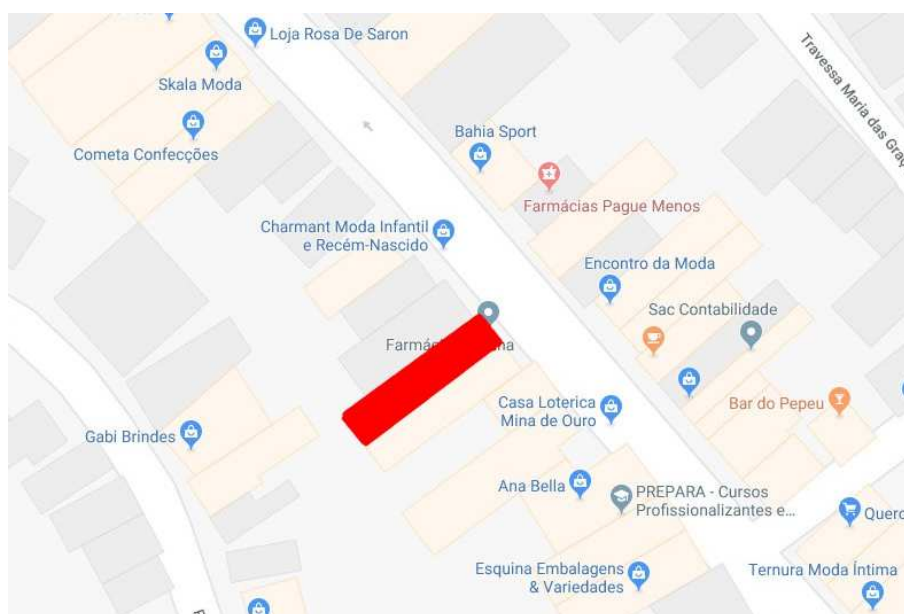 Loja Rosa De Saron
Skala Moda
Cometa Confecções
Travessa Maria das Graç
Bahia Sport
Farmácias Pague Menos
Charmant Moda Infantil
e Recém-Nascido
Encontro da Moda
Sac Contabilidade
Casa Loterica
Mina de Ouro
Bar do Pepeu
Gabi Brindes
Ana Bella
PREPARA - Cursos
Profissionalizantes e...
Quero
Esquina Embalagens
& Variedades
Ternura Moda Íntima